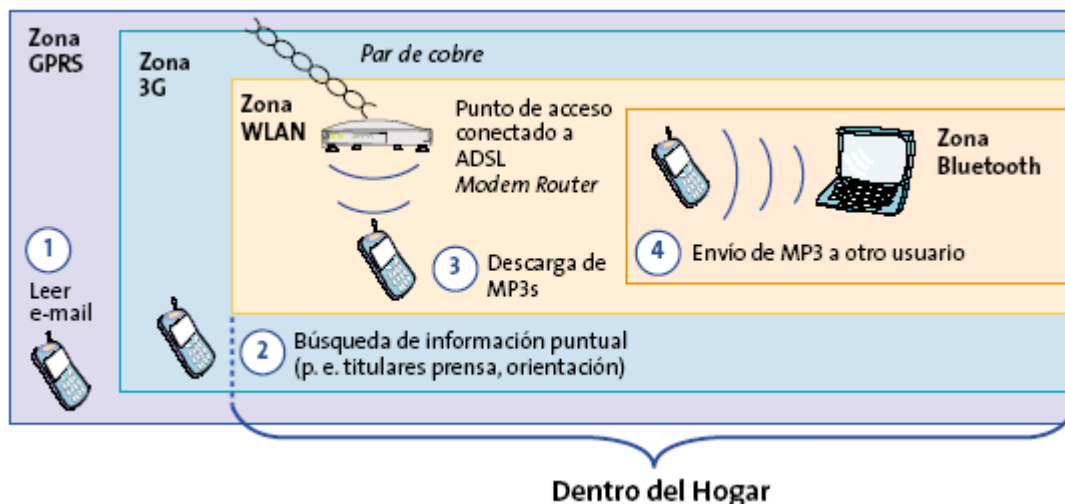 Zona
GPRS
Zona
3G
Par de cobre
Zona
WLAN
Punto de acceso
conectado a
ADSL
Modem Router
Zona
Bluetooth
1
Leer
e-mail
3
Descarga de
MP3s
4
Envío de MP3 a otro usuario
2
Búsqueda de información puntual
(p. e. titulares prensa, orientación)
Dentro del Hogar